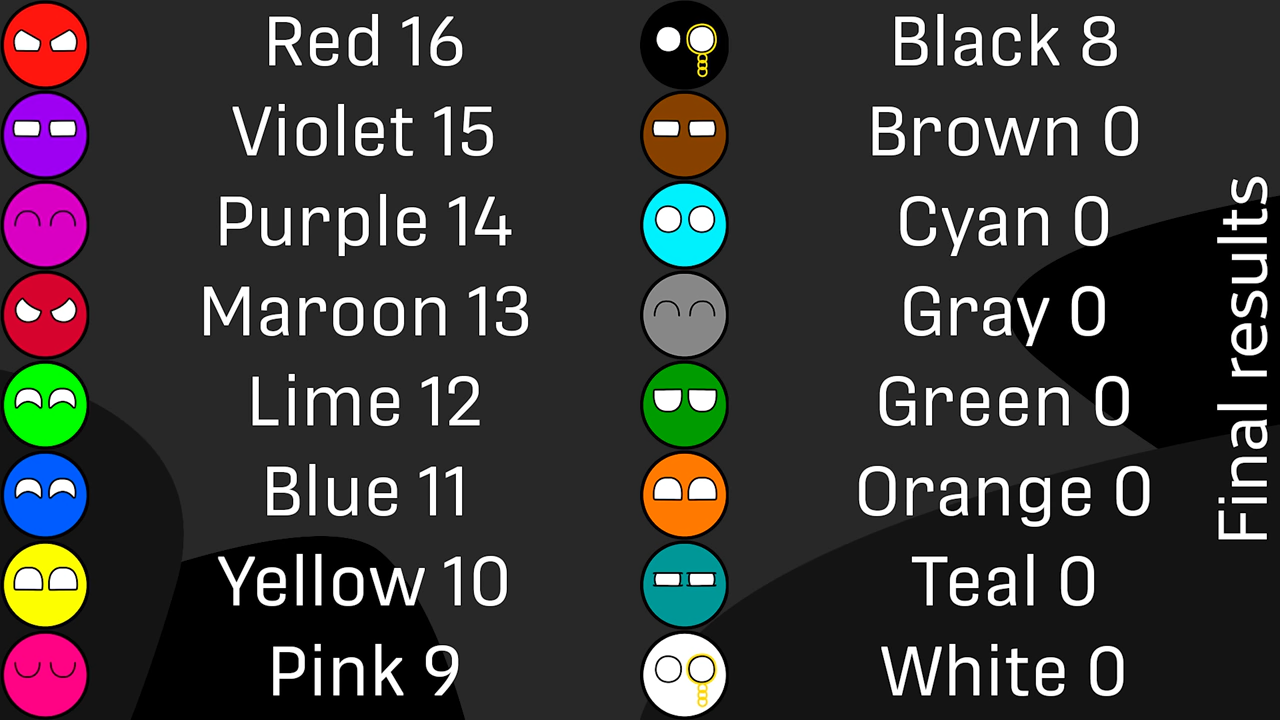 Red 16
Violet 15
Purple 14
Maroon 13
Lime 12
Blue 11
Yellow 10
Pink 9
Black 8
Brown 0
Cyan 0
Gray 0
Green 0
Orange 0
Teal 0
White 0
Final results